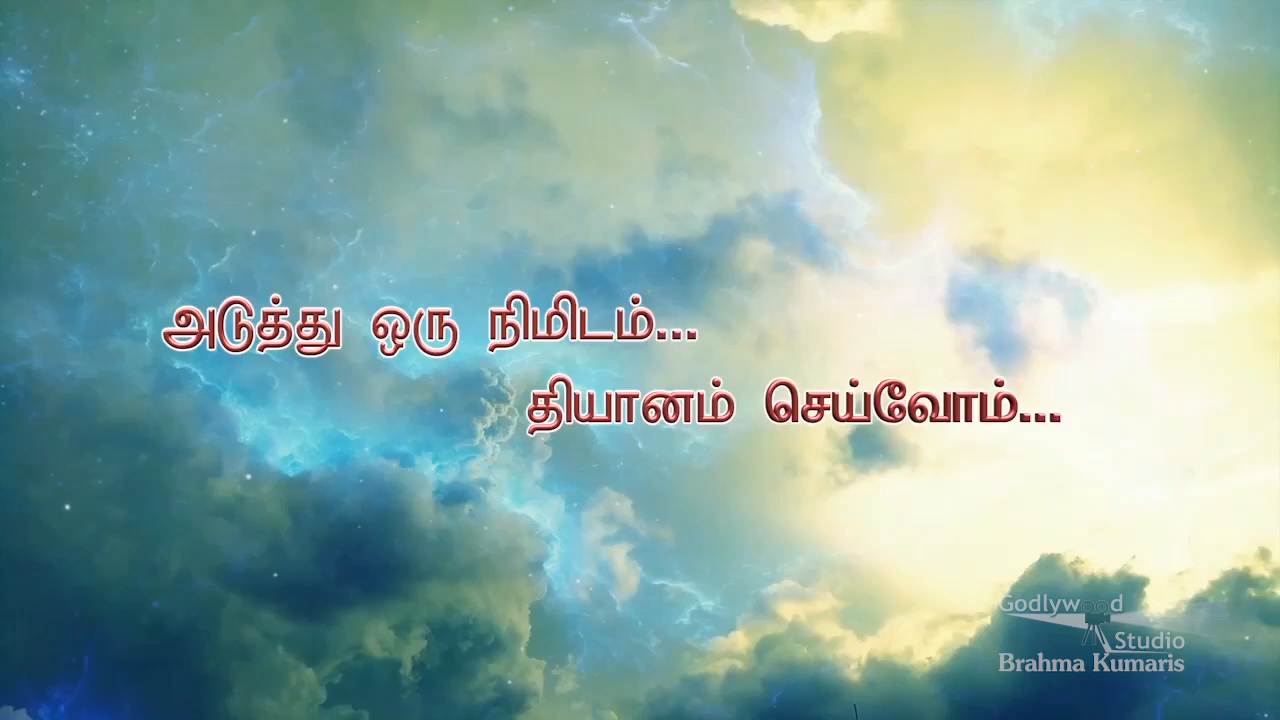 அடுத்து ஒரு நிமிடம்...
தியானம் செய்வோம்...
Godlywood
Studio
Brahma Kumaris